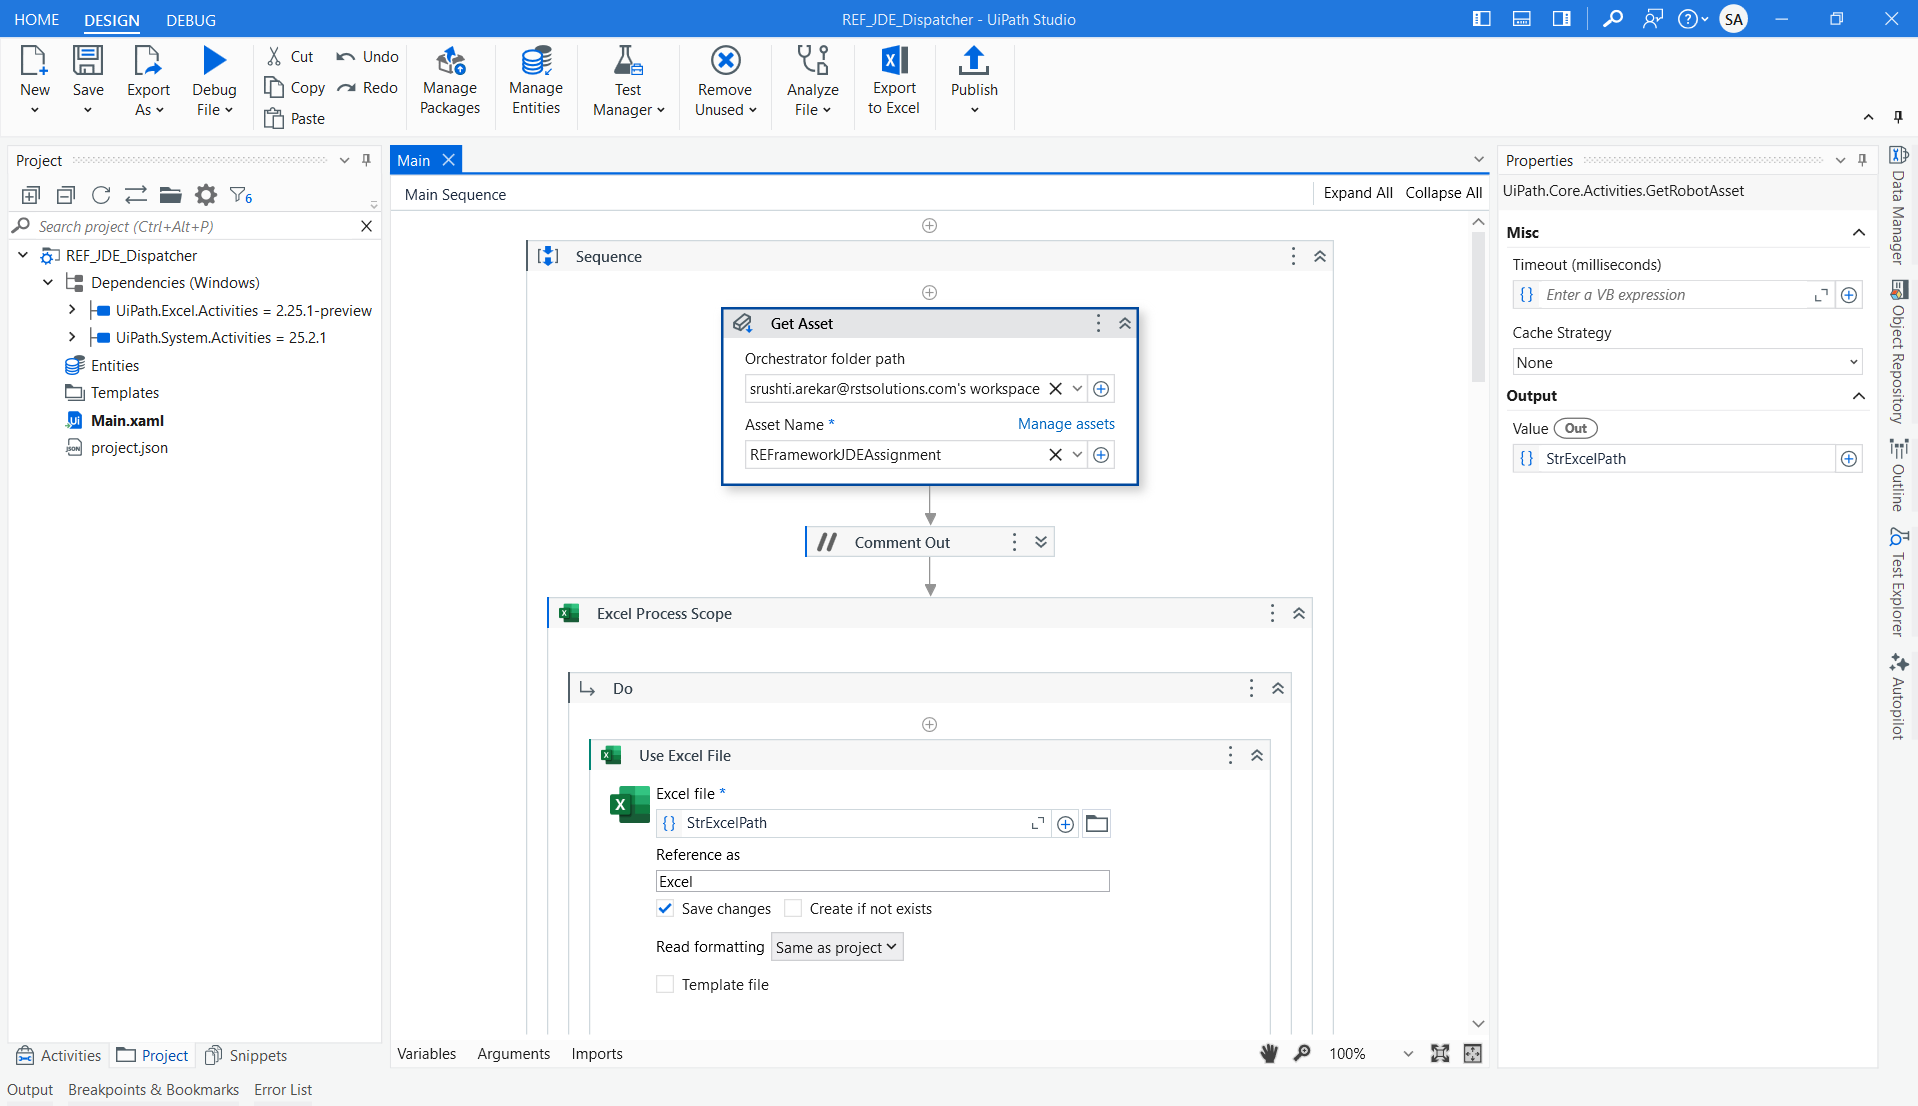 HOME DESIGN DEBUG REF_JDE_Dispatcher - UiPath Studio SA
New Save Export As Debug File
Cut Copy Paste Undo Redo
Manage Packages
Manage Entities
Test Manager
Remove Unused
Analyze File
Export to Excel
Publish
Project
6
Search project (Ctrl+Alt+P)
REF_JDE_Dispatcher
Dependencies (Windows)
UiPath.Excel.Activities = 2.25.1-preview
UiPath.System.Activities = 25.2.1
Entities
Templates
Main.xaml
project.json
Activities Project Snippets
Main
Main Sequence Expand All Collapse All
Sequence
Get Asset
Orchestrator folder path
srushti.arekar@rstsolutions.com's workspace
Asset Name * Manage assets
REFrameworkJDEAssignment
Comment Out
Excel Process Scope
Do
Use Excel File
Excel file *
StrExcelPath
Reference as
Excel
Save changes Create if not exists
Read formatting Same as project
Template file
Variables Arguments Imports 100%
Properties
UiPath.Core.Activities.GetRobotAsset
Misc
Timeout (milliseconds)
Enter a VB expression
Cache Strategy
None
Output
Value Out
StrExcelPath
Data Manager
Object Repository
Outline
Test Explorer
Autopilot
Output Breakpoints & Bookmarks Error List